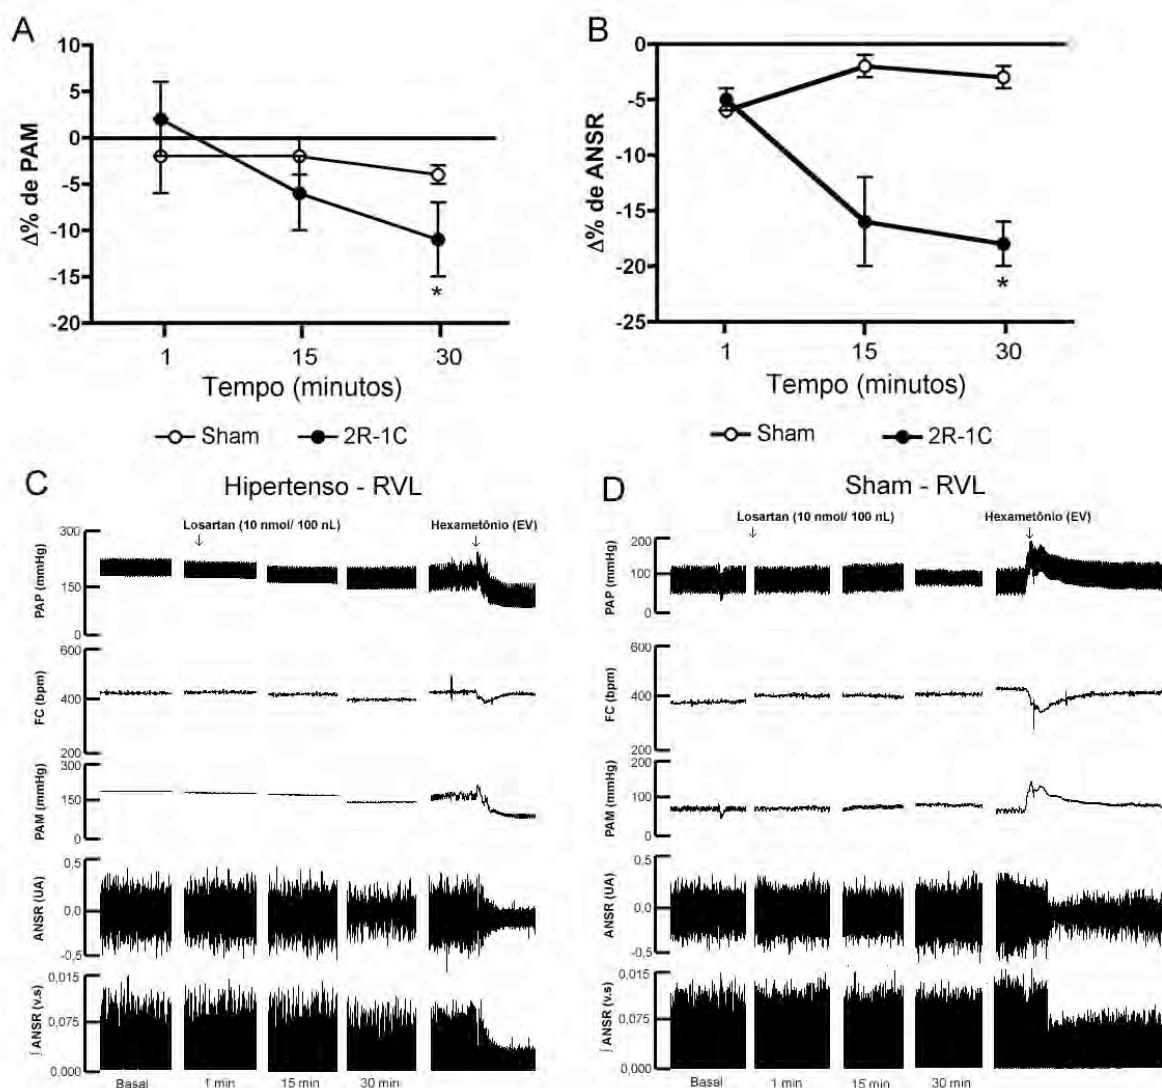 A
10
5
0
-5
-10
-15
-20
Δ% de PAM
*
1 15 30
Tempo (minutos)
Sham 2R-1C
B
0
-5
-10
-15
-20
-25
Δ% de ANSR
*
1 15 30
Tempo (minutos)
Sham 2R-1C
C
Hipertenso - RVL
Losartan (10 nmol/ 100 nL) Hexametônio (EV)
PAP (mmHg)
300
150
0
FC (bpm)
600
400
200
PAM (mmHg)
300
150
0
ANSR (UA)
0,5
0,0
-0,5
∫ ANSR (v.s)
0,015
0,075
0,000
Basal 1 min 15 min 30 min
D
Sham - RVL
Losartan (10 nmol/ 100 nL) Hexametônio (EV)
PAP (mmHg)
200
100
0
FC (bpm)
600
400
200
PAM (mmHg)
200
100
0
ANSR (UA)
0,5
0,0
-0,5
∫ ANSR (v.s)
0,015
0,075
0,000
Basal 1 min 15 min 30 min